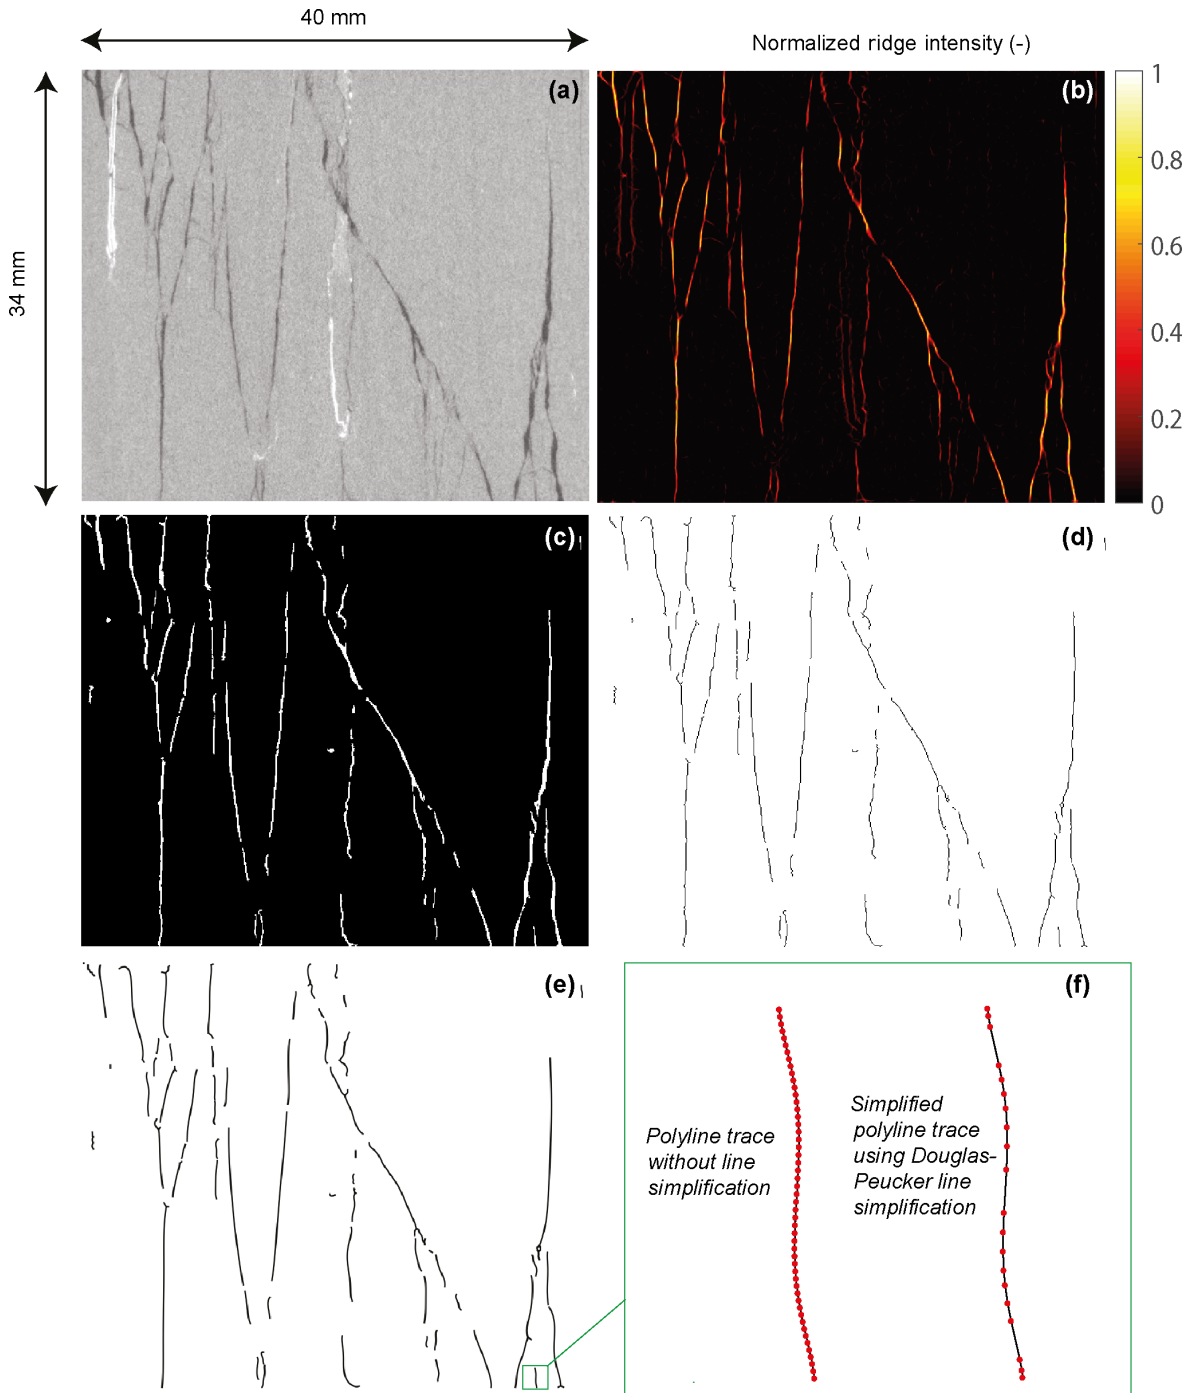 40 mm
Normalized ridge intensity (-)
34 mm
(a)
(b)
1
0.8
0.6
0.4
0.2
0
(c)
(d)
(e)
(f)
Polyline trace
without line
simplification
Simplified
polyline trace
using Douglas-
Peucker line
simplification